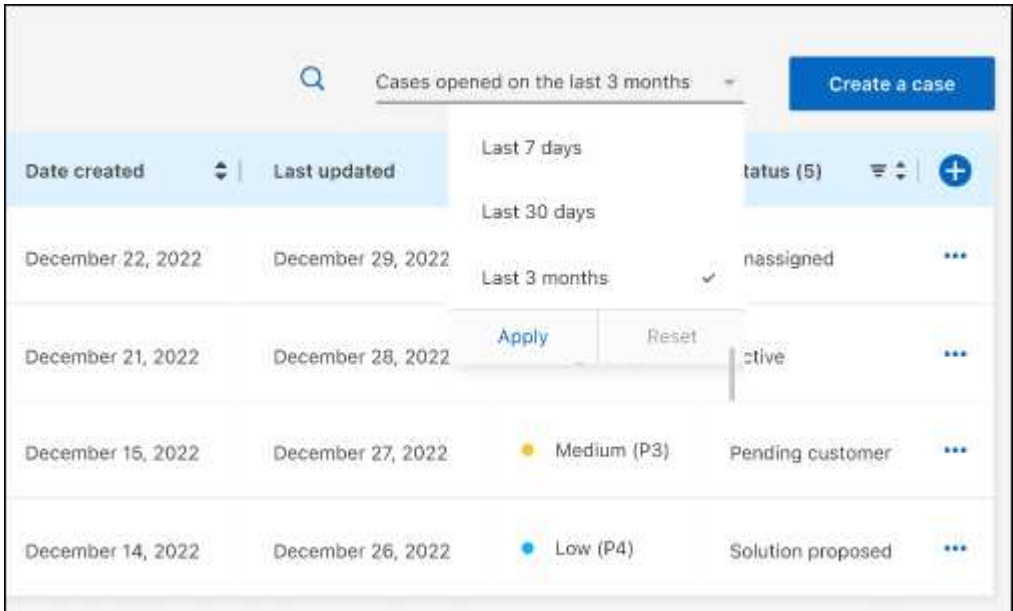 Cases opened on the last 3 months
Create a case
Date created
Last updated
tatus (5)
Last 7 days
Last 30 days
Last 3 months
Apply
Reset
December 22, 2022
December 29, 2022
nassigned
December 21, 2022
December 28, 2022
ctive
December 15, 2022
December 27, 2022
Medium (P3)
Pending customer
December 14, 2022
December 26, 2022
Low (P4)
Solution proposed